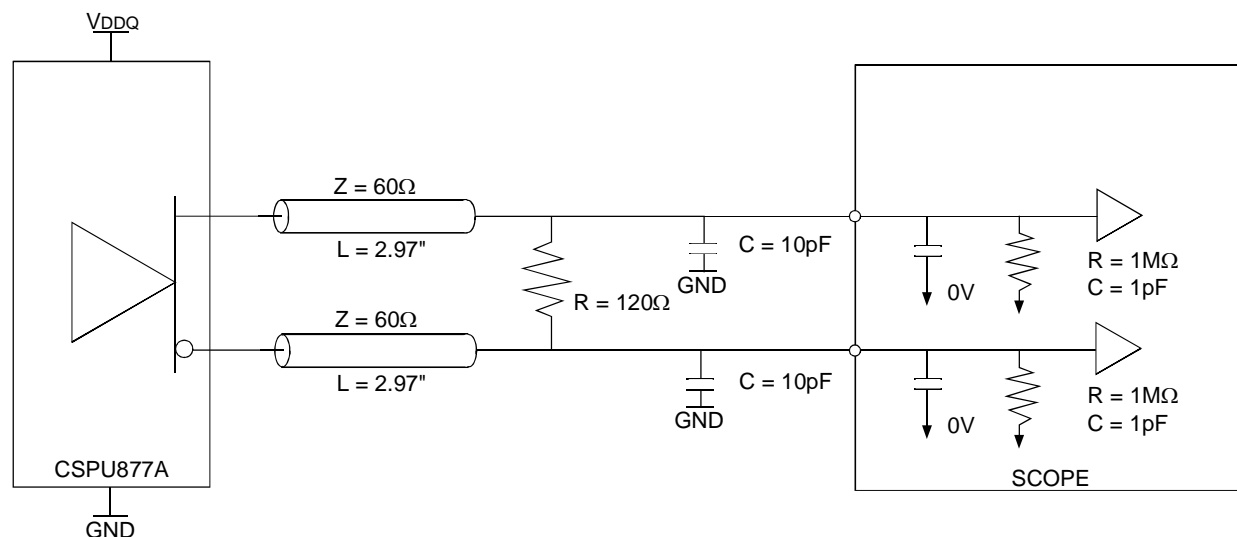 VDDQ
Z = 60Ω
L = 2.97"
C = 10pF
GND
R = 120Ω
0V
R = 1MΩ
C = 1pF
Z = 60Ω
L = 2.97"
C = 10pF
GND
0V
R = 1MΩ
C = 1pF
CSPU877A
SCOPE
GND